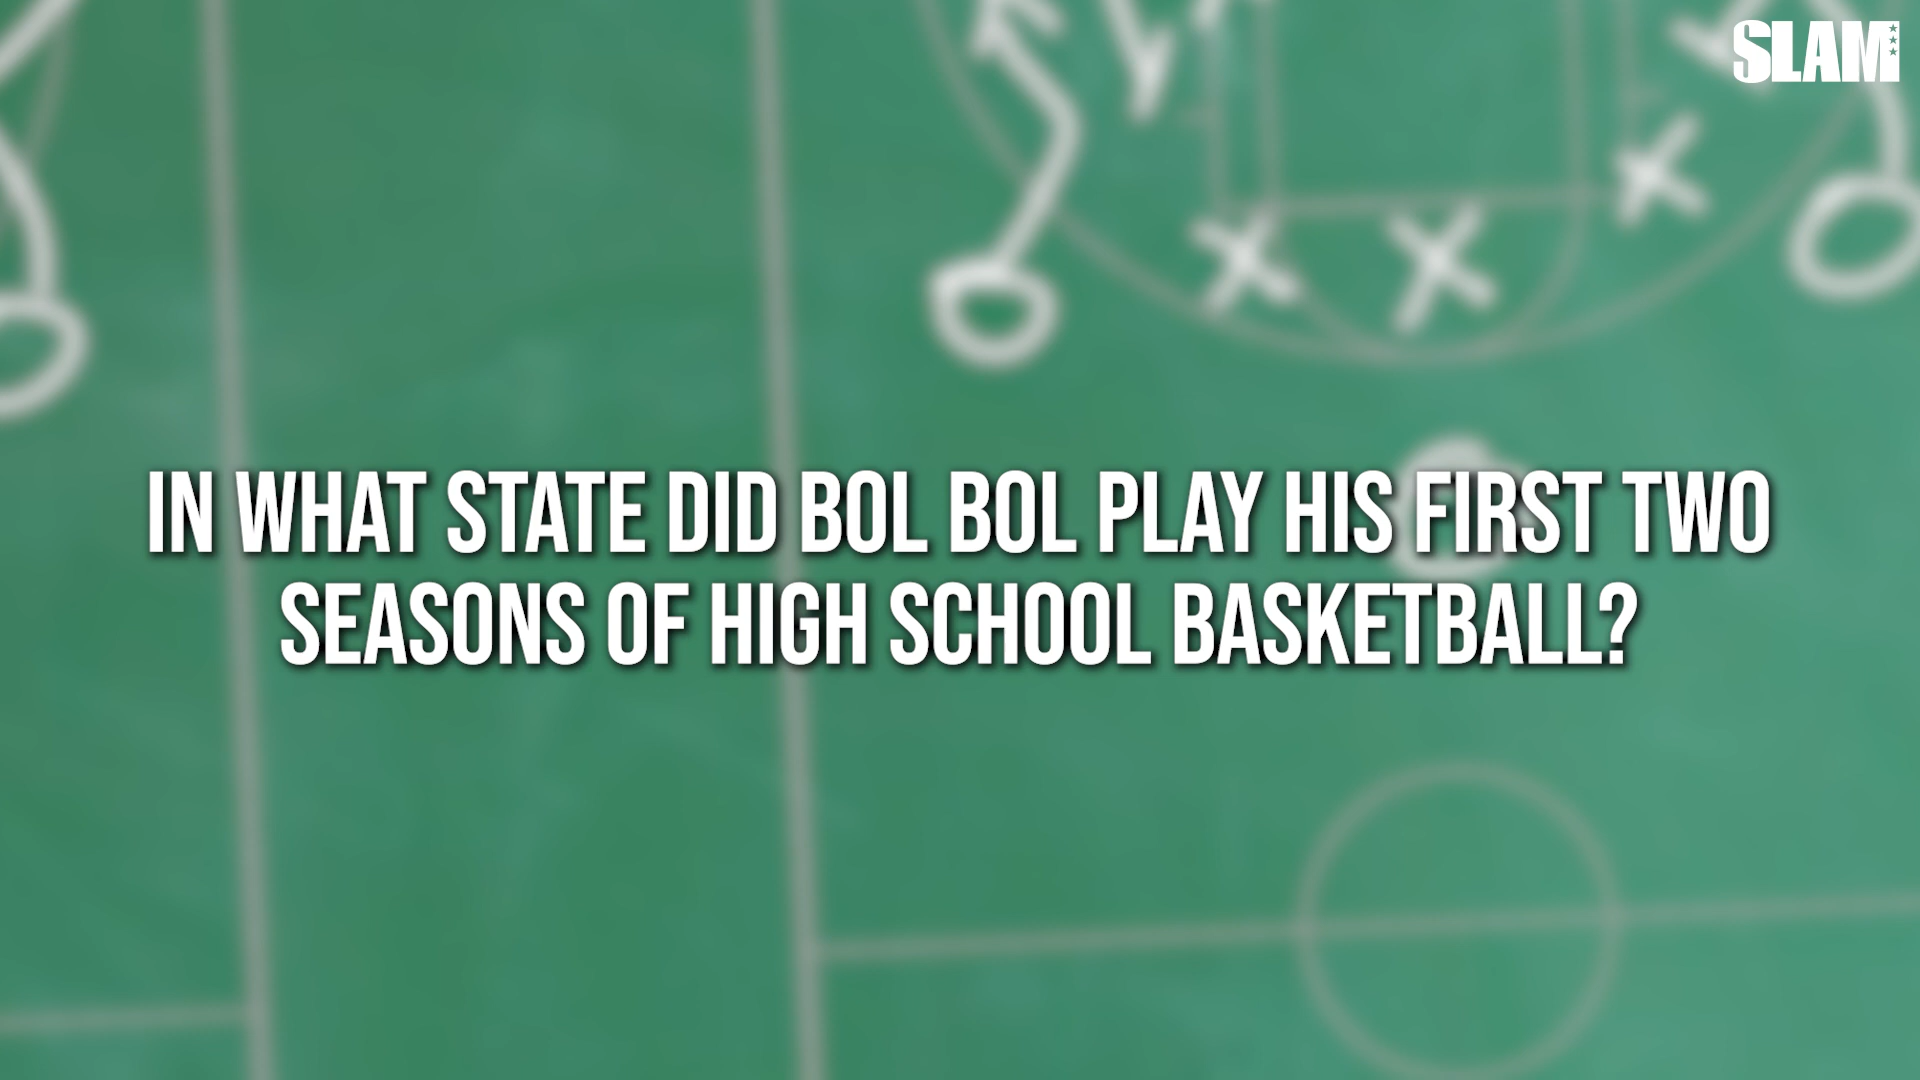 SLAM
IN WHAT STATE DID BOL BOL PLAY HIS FIRST TWO
SEASONS OF HIGH SCHOOL BASKETBALL?